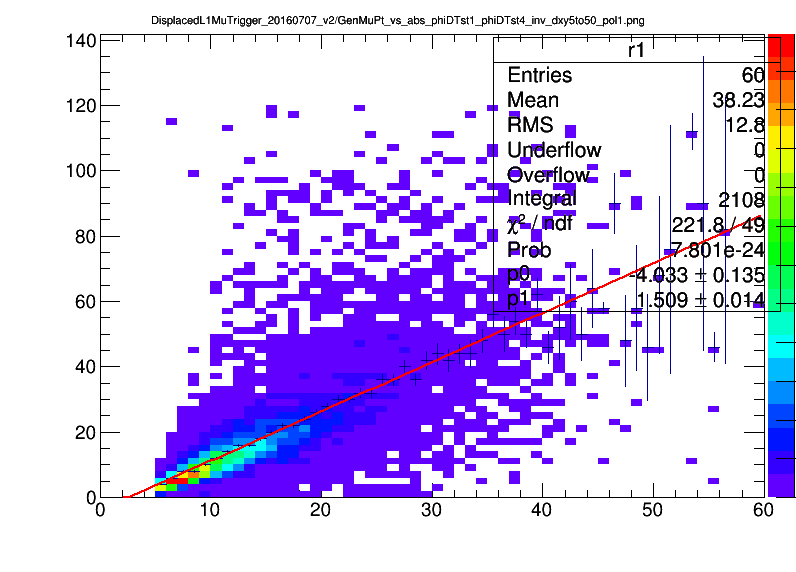 DisplacedL1MuTrigger_20160707_v2/GenMuPt_vs_abs_phiDTst1_phiDTst4_inv_dxy5to50_pol1.png
r1
Entries 60
Mean 38.23
RMS 12.8
Underflow 0
Overflow 0
Integral 2108
χ² / ndf 221.8 / 49
Prob 7.801e-24
p0 -4.033 ± 0.135
p1 1.509 ± 0.014
140
120
100
80
60
40
20
0
0 10 20 30 40 50 60